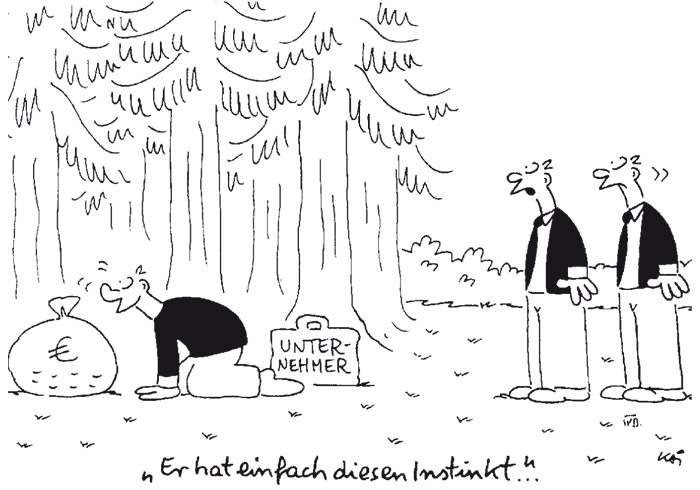 €
UNTER-
NEHMER
„Er hat einfach diesen Instinkt..."